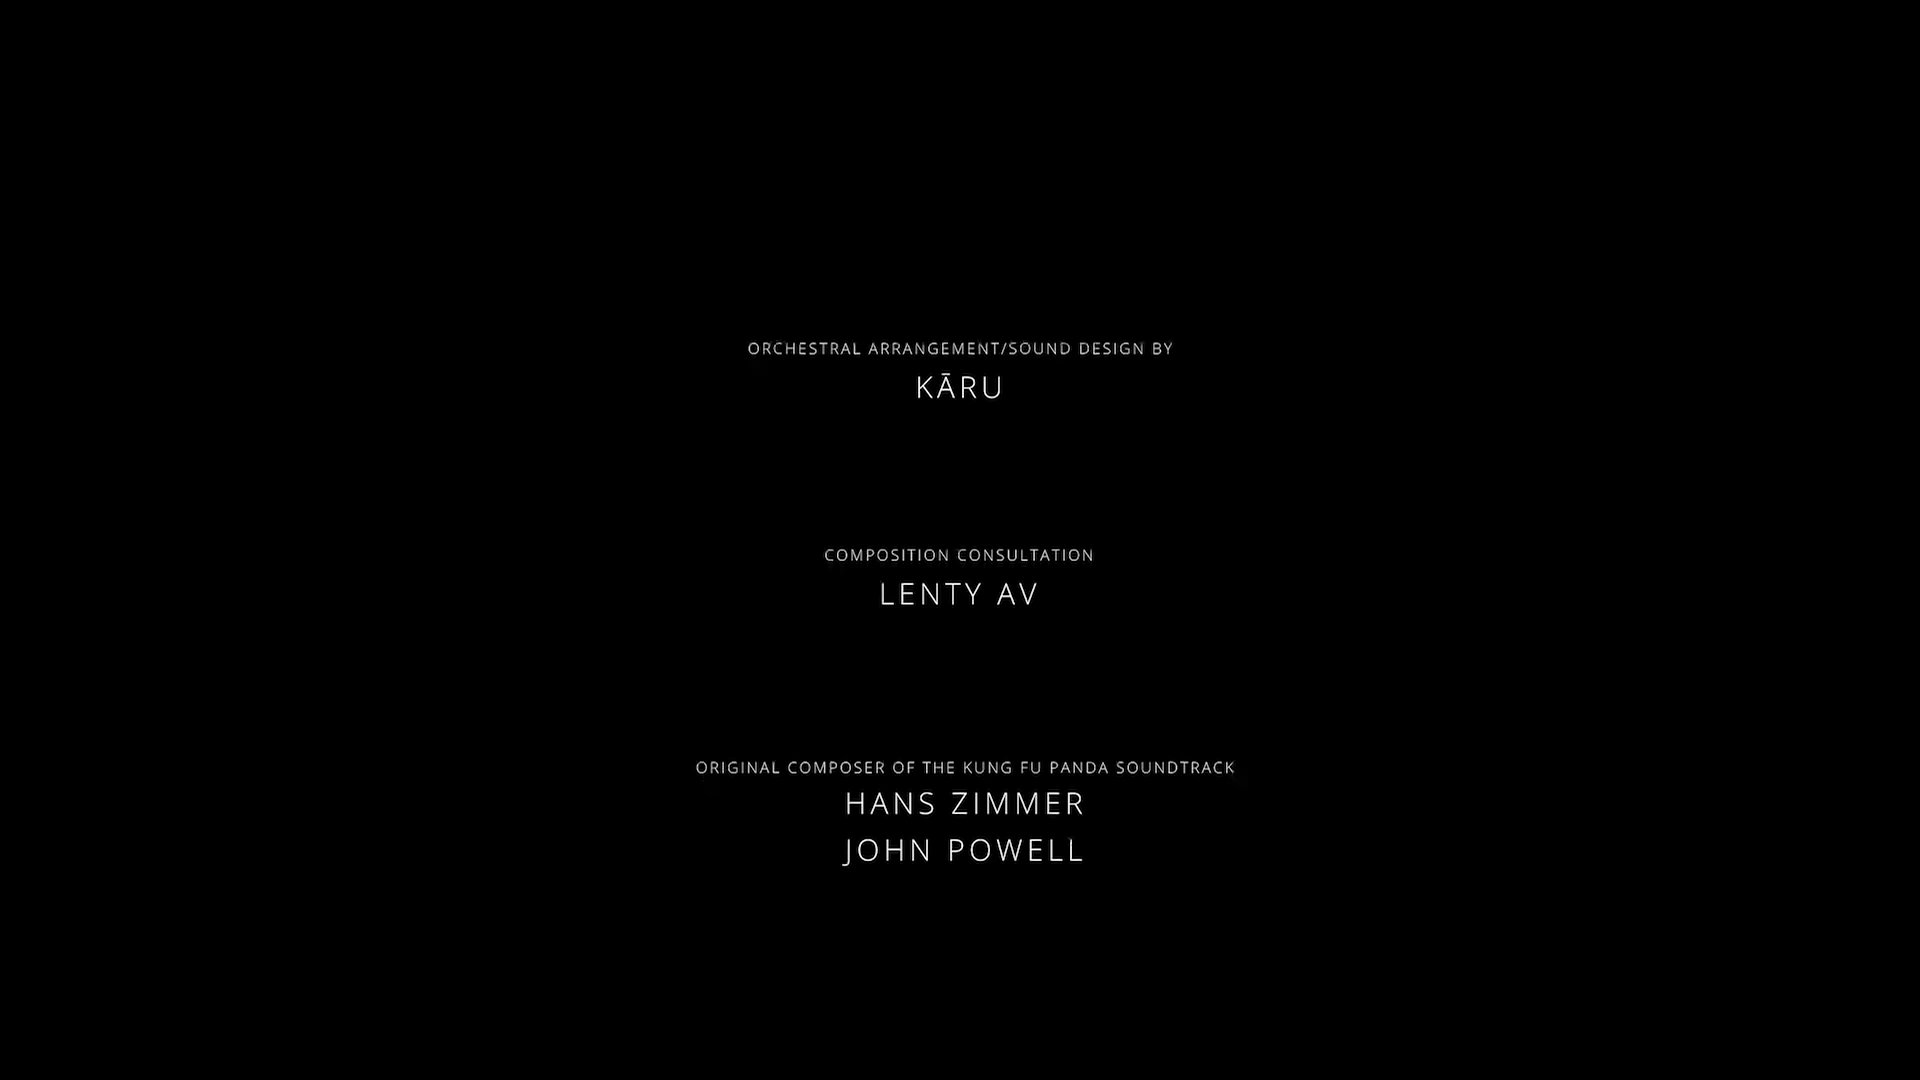 ORCHESTRAL ARRANGEMENT/SOUND DESIGN BY
KĀRU
COMPOSITION CONSULTATION
LENTY AV
ORIGINAL COMPOSER OF THE KUNG FU PANDA SOUNDTRACK
HANS ZIMMER
JOHN POWELL